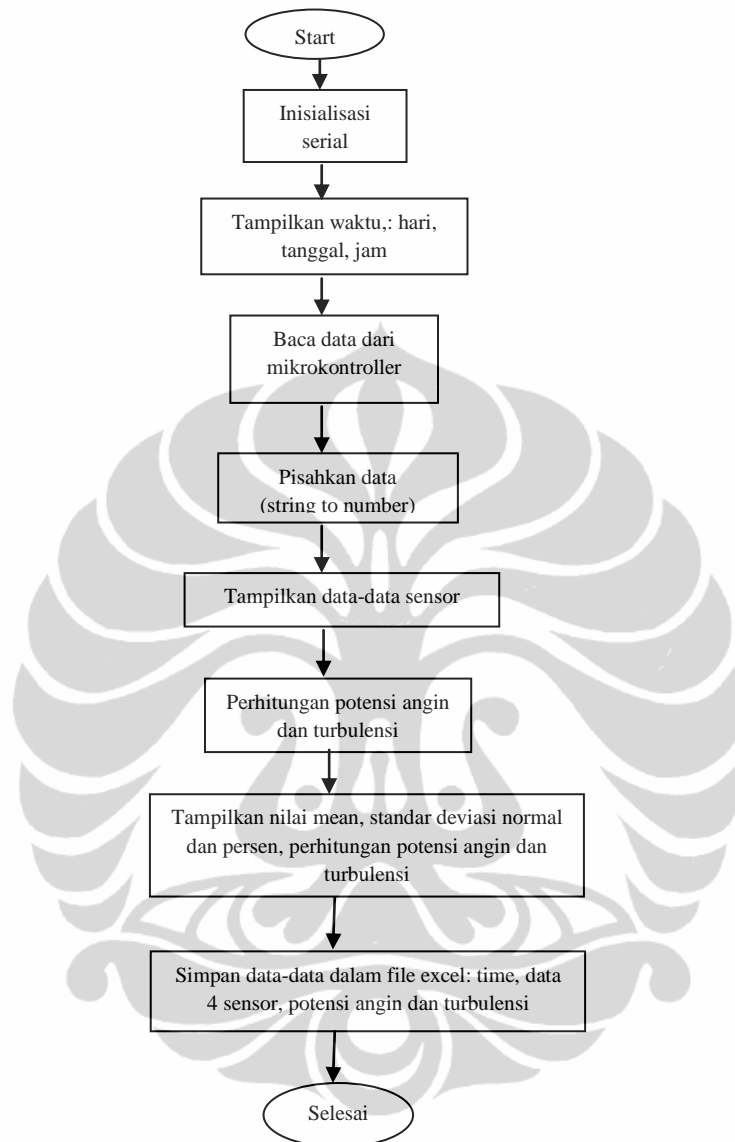 Start
Inisialisasi
serial
Tampilkan waktu,: hari,
tanggal, jam
Baca data dari
mikrokontroller
Pisahkan data
(string to number)
Tampilkan data-data sensor
Perhitungan potensi angin
dan turbulensi
Tampilkan nilai mean, standar deviasi normal
dan persen, perhitungan potensi angin dan
turbulensi
Simpan data-data dalam file excel: time, data
4 sensor, potensi angin dan turbulensi
Selesai